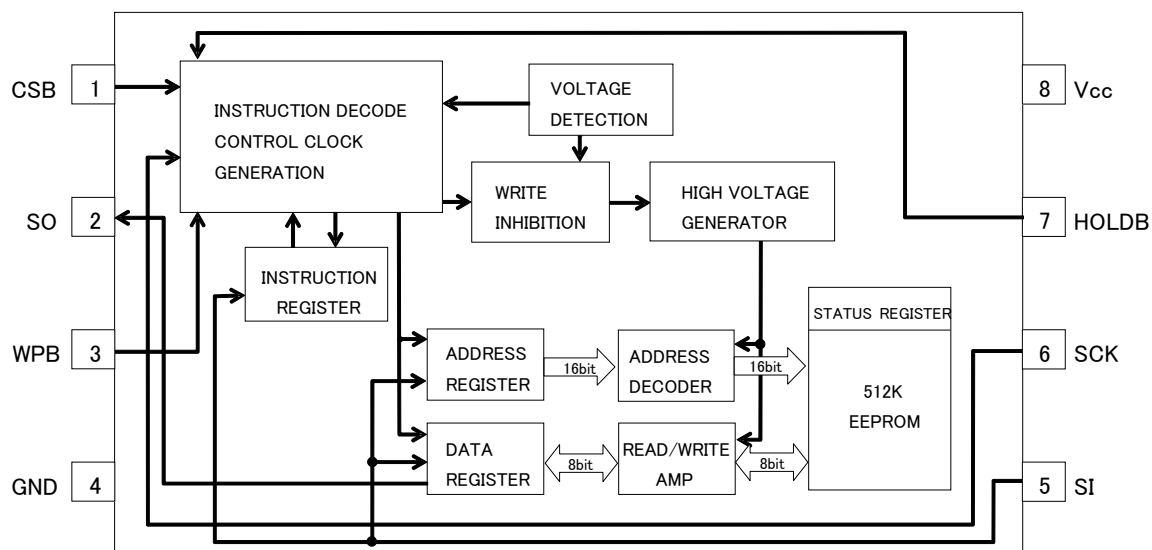 CSB 1
SO 2
WPB 3
GND 4
INSTRUCTION DECODE
CONTROL CLOCK
GENERATION
VOLTAGE
DETECTION
WRITE
INHIBITION
HIGH VOLTAGE
GENERATOR
INSTRUCTION
REGISTER
ADDRESS
REGISTER
16bit
ADDRESS
DECODER
16bit
DATA
REGISTER
8bit
READ/WRITE
AMP
8bit
STATUS REGISTER
512K
EEPROM
8 Vcc
7 HOLDB
6 SCK
5 SI